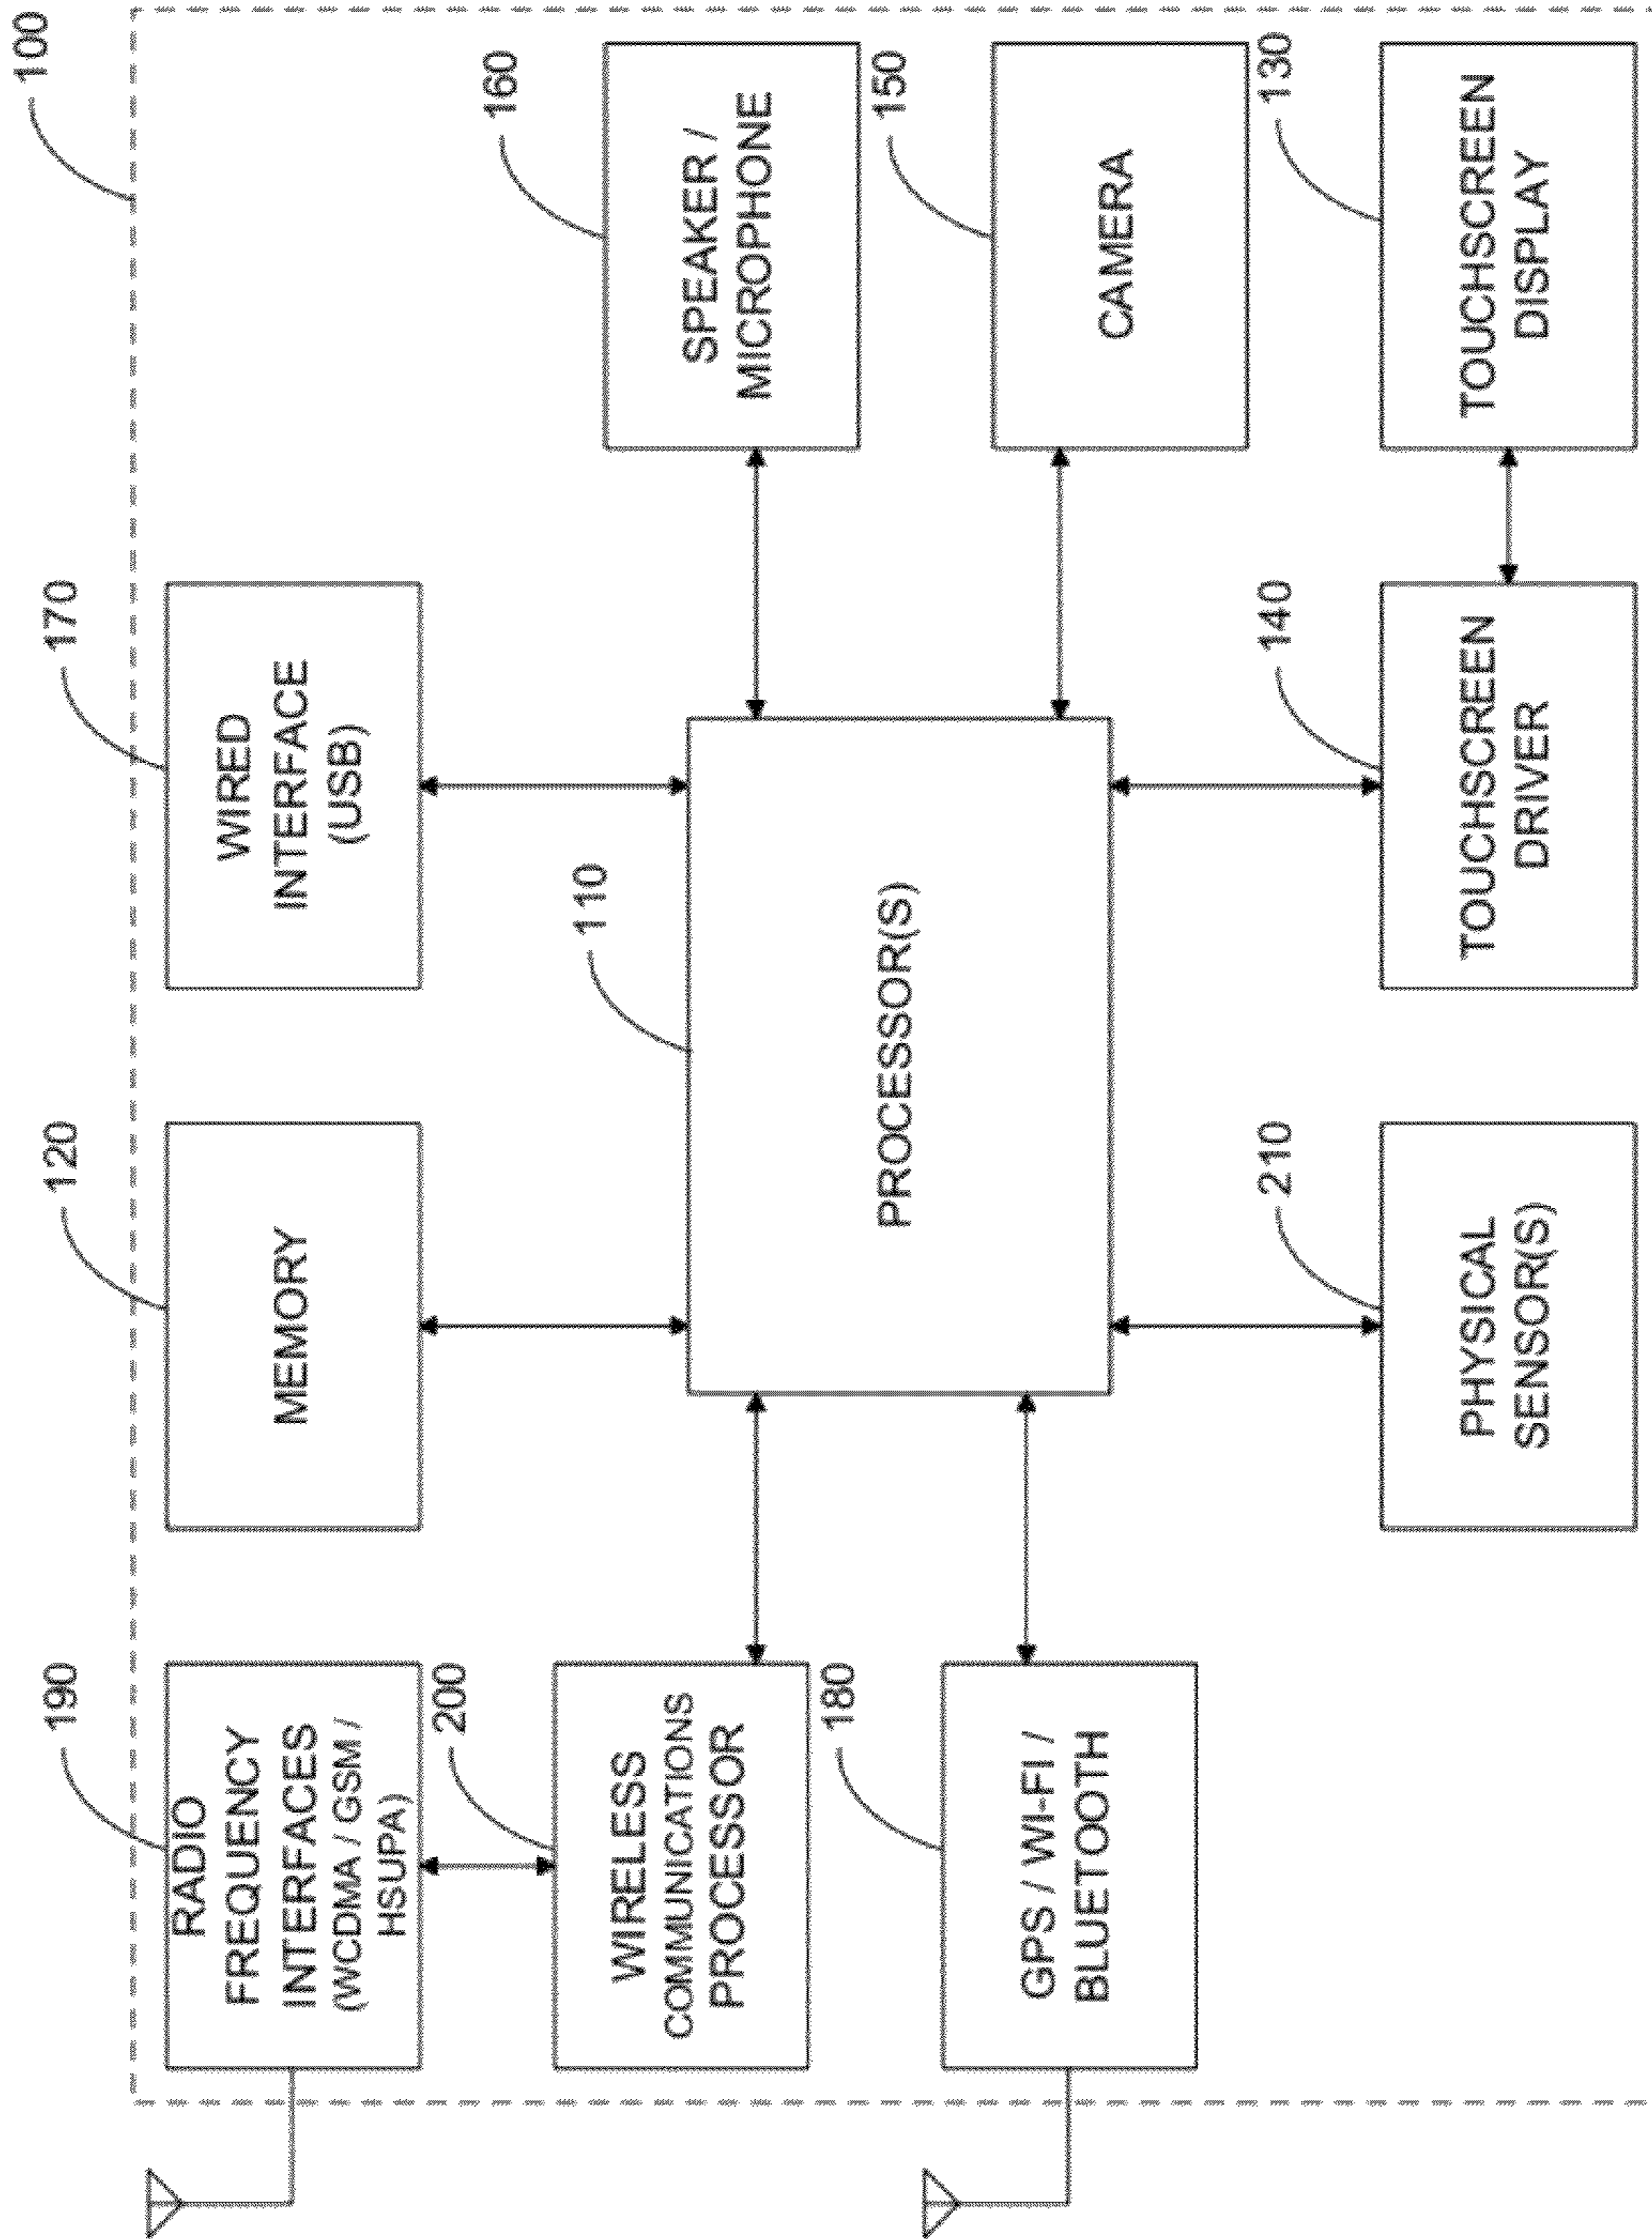 100
190
RADIO
FREQUENCY
INTERFACES
(WCDMA / GSM /
HSUPA)
120
MEMORY
170
WIRED
INTERFACE
(USB)
200
WIRELESS
COMMUNICATIONS
PROCESSOR
110
PROCESSOR(S)
160
SPEAKER /
MICROPHONE
180
GPS / WI-FI /
BLUETOOTH
150
CAMERA
210
PHYSICAL
SENSOR(S)
140
TOUCHSCREEN
DRIVER
130
TOUCHSCREEN
DISPLAY